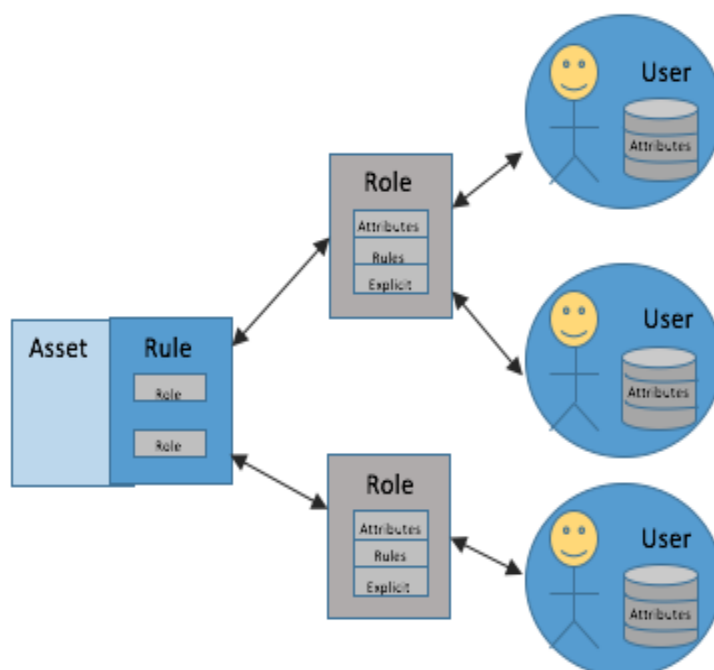 User
Attributes
Role
Attributes
Rules
Explicit
User
Attributes
Asset
Rule
Role
Role
Role
Attributes
Rules
Explicit
User
Attributes